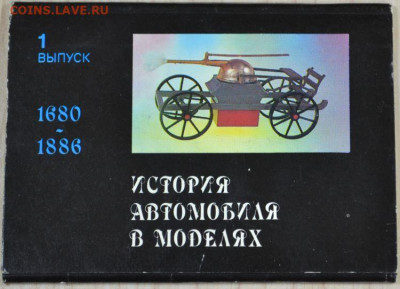 COINS.LAVE.RU
1
ВЫПУСК
1680
~
1886
ИСТОРИЯ
АВТОМОБИЛЯ
В МОДЕЛЯХ